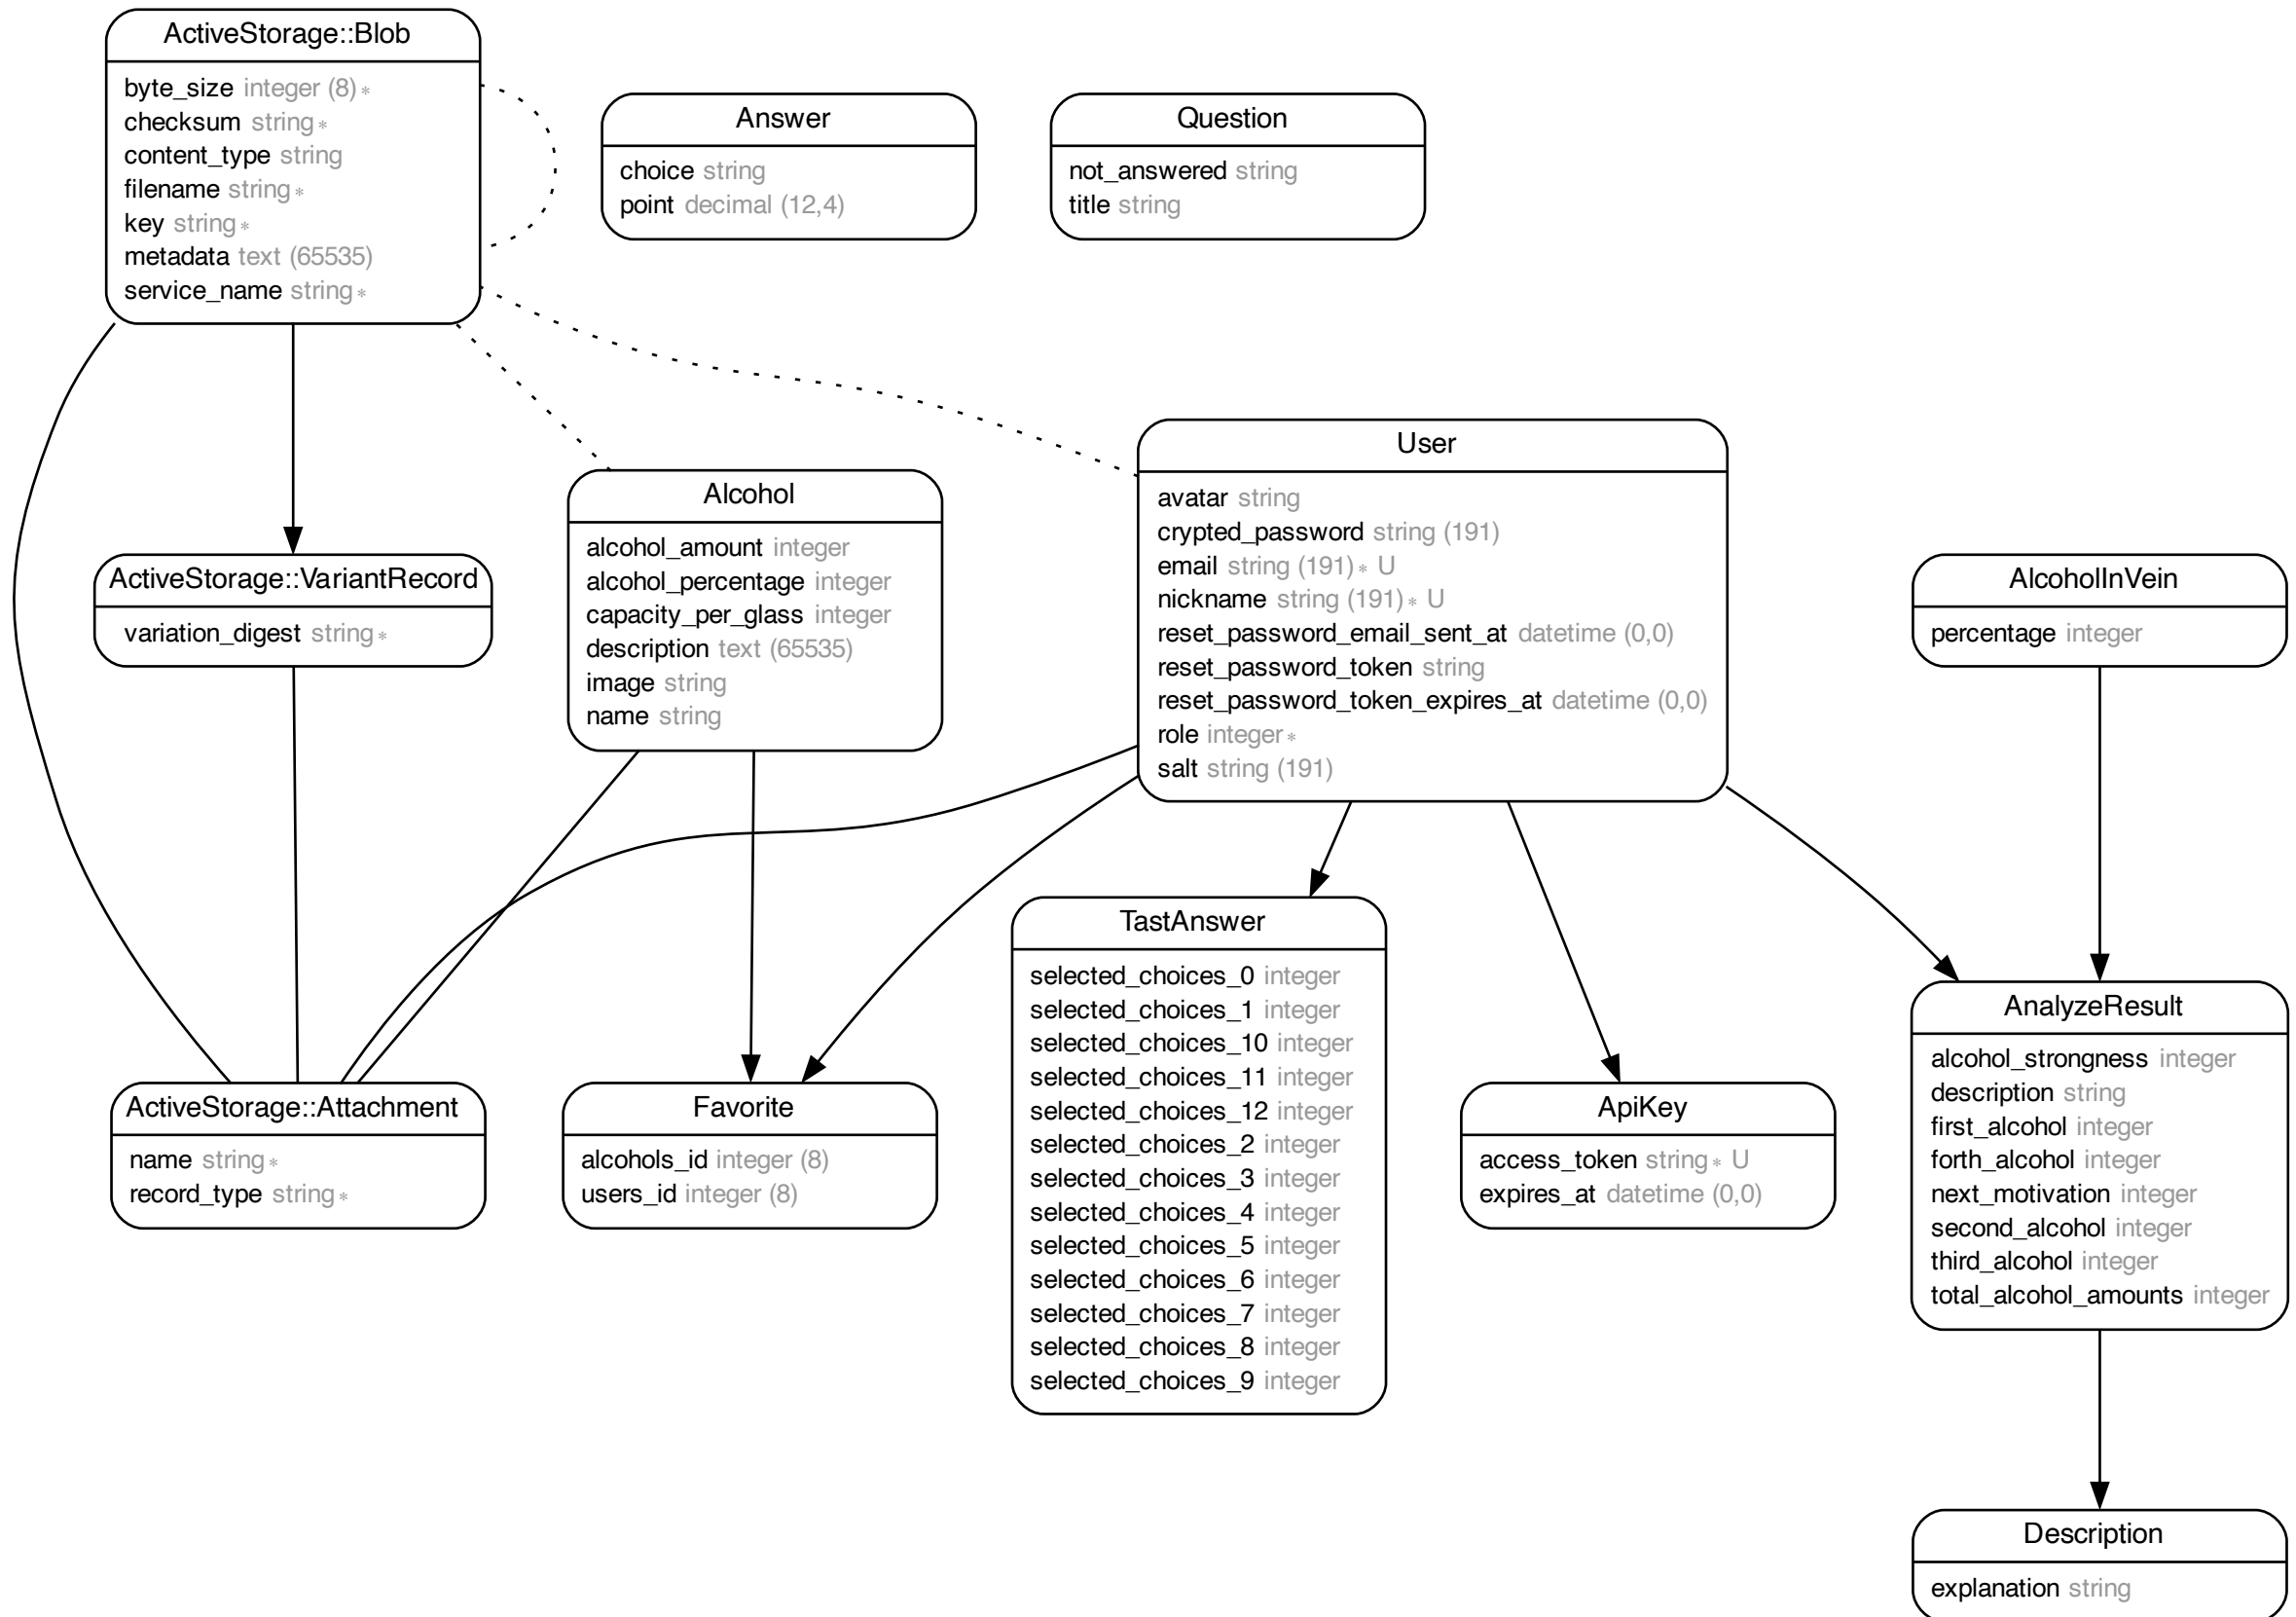 ActiveStorage::Blob
byte_size integer (8) *
checksum string *
content_type string
filename string *
key string *
metadata text (65535)
service_name string *
Answer
choice string
point decimal (12,4)
Question
not_answered string
title string
User
avatar string
crypted_password string (191)
email string (191) * U
nickname string (191) * U
reset_password_email_sent_at datetime (0,0)
reset_password_token string
reset_password_token_expires_at datetime (0,0)
role integer *
salt string (191)
Alcohol
alcohol_amount integer
alcohol_percentage integer
capacity_per_glass integer
description text (65535)
image string
name string
ActiveStorage::VariantRecord
variation_digest string *
AlcoholInVein
percentage integer
TastAnswer
selected_choices_0 integer
selected_choices_1 integer
selected_choices_10 integer
selected_choices_11 integer
selected_choices_12 integer
selected_choices_2 integer
selected_choices_3 integer
selected_choices_4 integer
selected_choices_5 integer
selected_choices_6 integer
selected_choices_7 integer
selected_choices_8 integer
selected_choices_9 integer
AnalyzeResult
alcohol_strongness integer
description string
first_alcohol integer
forth_alcohol integer
next_motivation integer
second_alcohol integer
third_alcohol integer
total_alcohol_amounts integer
ActiveStorage::Attachment
name string *
record_type string *
Favorite
alcohols_id integer (8)
users_id integer (8)
ApiKey
access_token string * U
expires_at datetime (0,0)
Description
explanation string